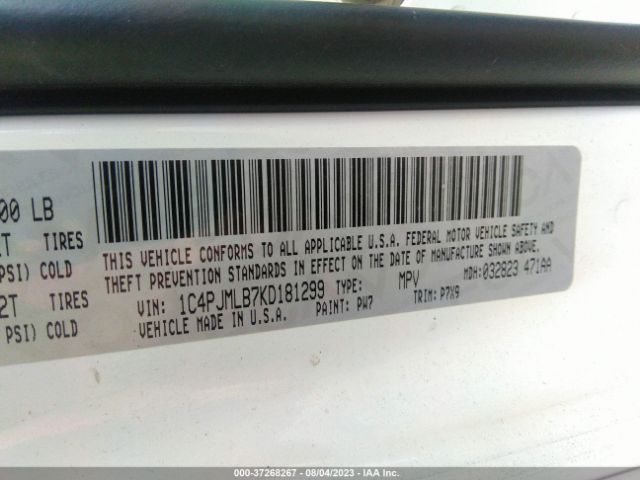 00 LB
TIRES
PSI) COLD
2T TIRES
PSI) COLD
THIS VEHICLE CONFORMS TO ALL APPLICABLE U.S.A. FEDERAL MOTOR VEHICLE SAFETY AND
THEFT PREVENTION STANDARDS IN EFFECT ON THE DATE OF MANUFACTURE SHOWN ABOVE.
VIN: 1C4PJMLB7KD181299 TYPE: MPV MDH:032823 471AA
VEHICLE MADE IN U.S.A. PAINT: PW7 TRIM: P7X9
000-37268267 - 08/04/2023 - IAA Inc.